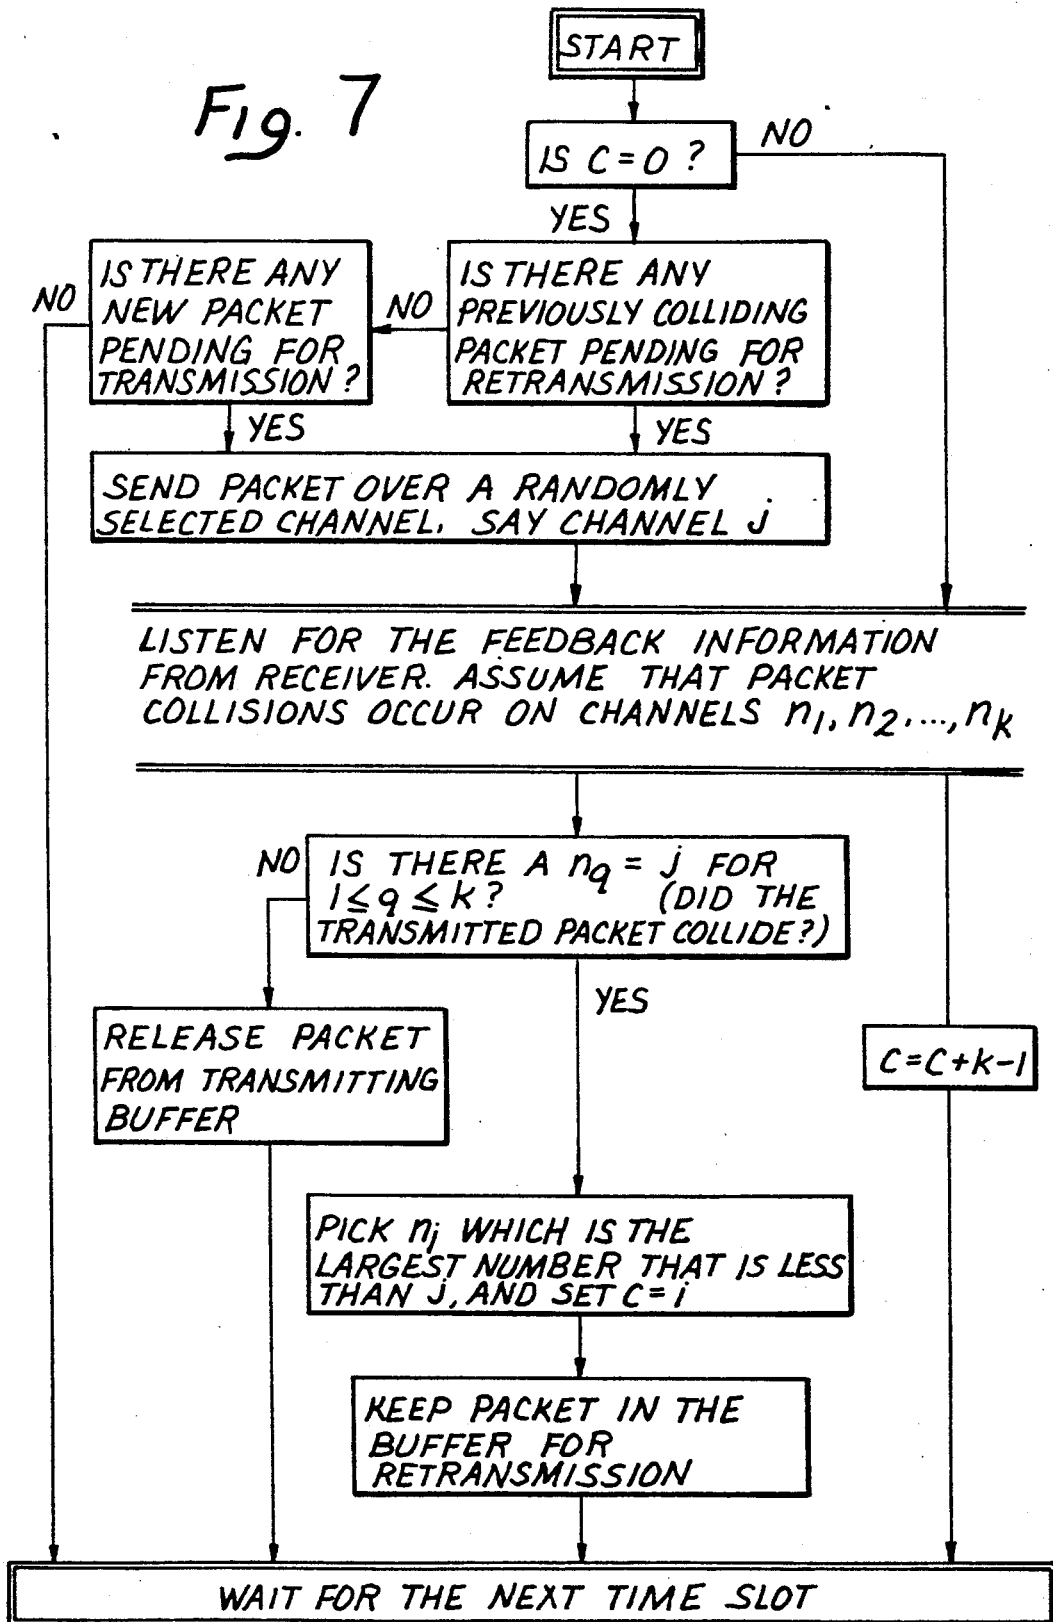 Fig. 7
START
IS C=0 ?
NO
YES
IS THERE ANY
PREVIOUSLY COLLIDING
PACKET PENDING FOR
RETRANSMISSION ?
NO
IS THERE ANY
NEW PACKET
PENDING FOR
TRANSMISSION ?
NO
YES
YES
SEND PACKET OVER A RANDOMLY
SELECTED CHANNEL. SAY CHANNEL j
LISTEN FOR THE FEEDBACK INFORMATION
FROM RECEIVER. ASSUME THAT PACKET
COLLISIONS OCCUR ON CHANNELS n1, n2 ..., nk
IS THERE A nq = j FOR
1 ≤ q ≤ k ? (DID THE
TRANSMITTED PACKET COLLIDE?)
NO
YES
RELEASE PACKET
FROM TRANSMITTING
BUFFER
C=C+k-1
PICK ni WHICH IS THE
LARGEST NUMBER THAT IS LESS
THAN j, AND SET C=i
KEEP PACKET IN THE
BUFFER FOR
RETRANSMISSION
WAIT FOR THE NEXT TIME SLOT